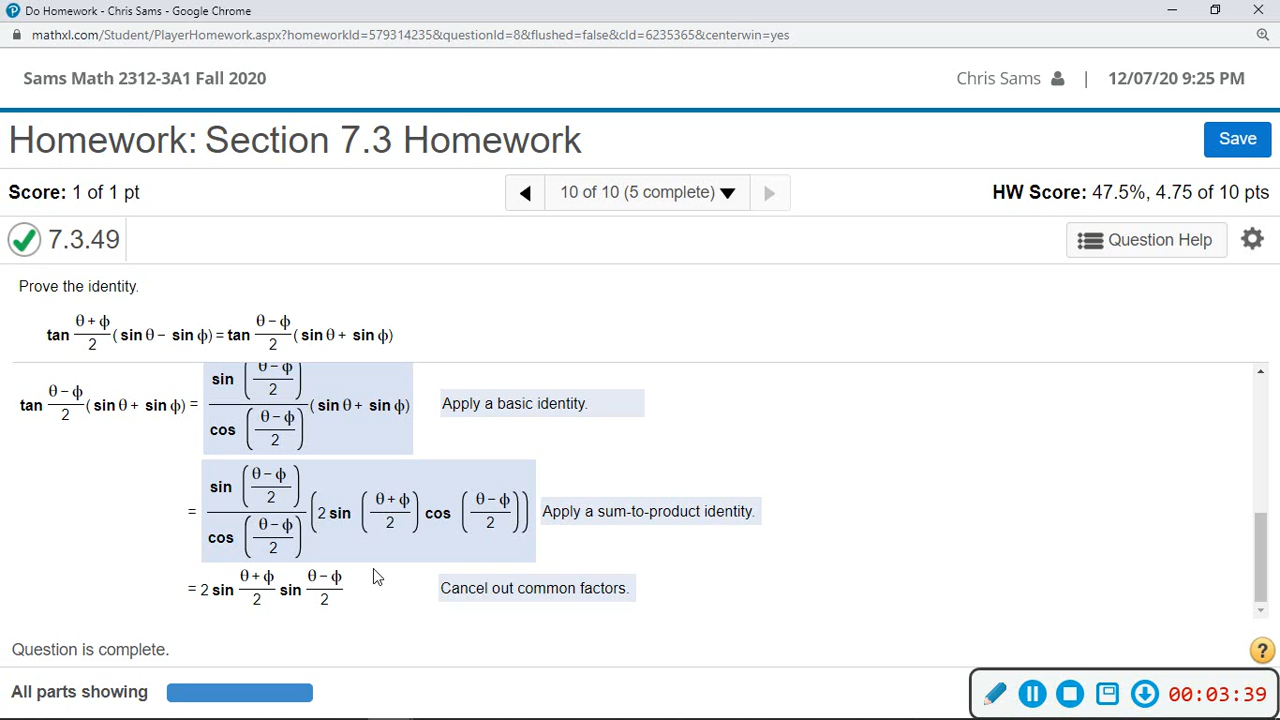 Do Homework - Chris Sams - Google Chrome
mathxl.com/Student/PlayerHomework.aspx?homeworkId=579314235&questionId=8&flushed=false&cId=6235365&centerwin=yes
Sams Math 2312-3A1 Fall 2020
Chris Sams | 12/07/20 9:25 PM
Homework: Section 7.3 Homework
Save
Score: 1 of 1 pt
10 of 10 (5 complete)
HW Score: 47.5%, 4.75 of 10 pts
7.3.49
Question Help
Prove the identity.
tan (θ + ϕ)/2 (sin θ − sin ϕ) = tan (θ − ϕ)/2 (sin θ + sin ϕ)
tan (θ − ϕ)/2 (sin θ + sin ϕ) = sin ((θ − ϕ)/2) / cos ((θ − ϕ)/2) (sin θ + sin ϕ) Apply a basic identity.
= sin ((θ − ϕ)/2) / cos ((θ − ϕ)/2) (2 sin ((θ + ϕ)/2) cos ((θ − ϕ)/2)) Apply a sum-to-product identity.
= 2 sin (θ + ϕ)/2 sin (θ − ϕ)/2 Cancel out common factors.
Question is complete.
?
All parts showing
00:03:39